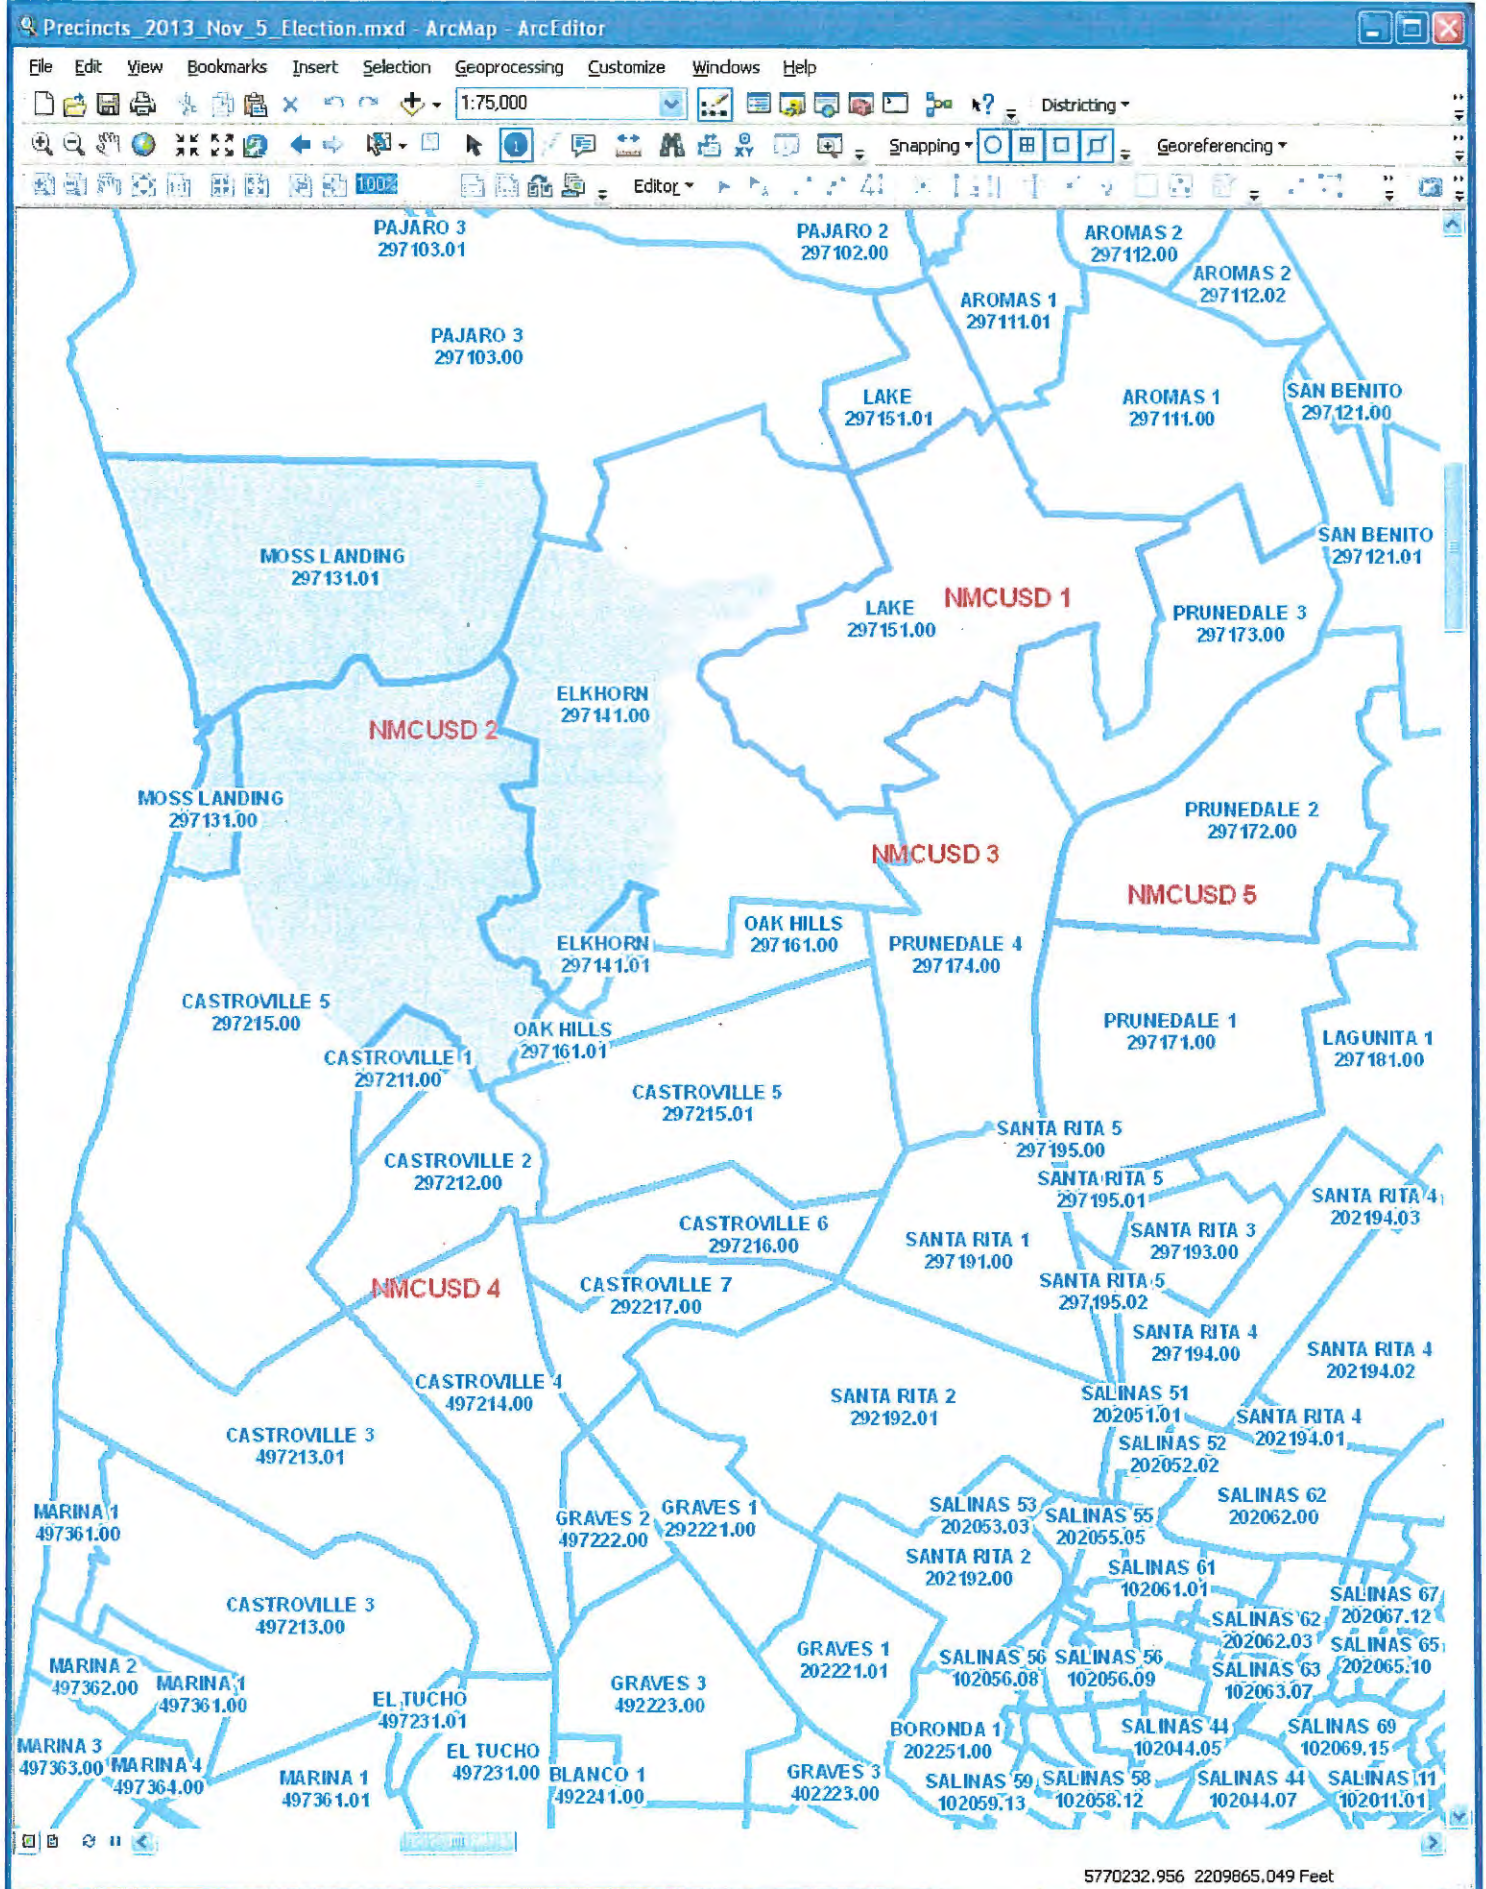 Precincts_2013_Nov_5_Election.mxd - ArcMap - ArcEditor
File Edit View Bookmarks Insert Selection Geoprocessing Customize Windows Help
1:75,000 Districting
Snapping Georeferencing
100% Editor
PAJARO 3
297103.01
PAJARO 2
297102.00
AROMAS 2
297112.00
AROMAS 2
297112.02
AROMAS 1
297111.01
PAJARO 3
297103.00
LAKE
297151.01
AROMAS 1
297111.00
SAN BENITO
297121.00
MOSS LANDING
297131.01
SAN BENITO
297121.01
NMCUSD 1
LAKE
297151.00
PRUNEDALE 3
297173.00
ELKHORN
297141.00
NMCUSD 2
MOSS LANDING
297131.00
PRUNEDALE 2
297172.00
NMCUSD 3
NMCUSD 5
OAK HILLS
297161.00
ELKHORN
297141.01
PRUNEDALE 4
297174.00
CASTROVILLE 5
297215.00
OAK HILLS
297161.01
PRUNEDALE 1
297171.00
LAGUNITA 1
297181.00
CASTROVILLE 1
297211.00
CASTROVILLE 5
297215.01
SANTA RITA 5
297195.00
CASTROVILLE 2
297212.00
SANTA RITA 5
297195.01
SANTA RITA 4
202194.03
CASTROVILLE 6
297216.00
SANTA RITA 1
297191.00
SANTA RITA 3
297193.00
NMCUSD 4
CASTROVILLE 7
292217.00
SANTA RITA 5
297195.02
SANTA RITA 4
297194.00
SANTA RITA 4
202194.02
CASTROVILLE 4
497214.00
SANTA RITA 2
292192.01
SALINAS 51
202051.01
SANTA RITA 4
202194.01
CASTROVILLE 3
497213.01
SALINAS 52
202052.02
MARINA 1
497361.00
GRAVES 2
497222.00
GRAVES 1
292221.00
SALINAS 53
202053.03
SALINAS 55
202055.05
SALINAS 62
202062.00
SANTA RITA 2
202192.00
SALINAS 61
102061.01
CASTROVILLE 3
497213.00
SALINAS 67
202067.12
SALINAS 62
202062.03
SALINAS 65
202065.10
GRAVES 1
202221.01
SALINAS 56
102056.08
SALINAS 56
102056.09
SALINAS 63
102063.07
MARINA 2
497362.00
MARINA 1
497361.00
EL TUCHO
497231.01
GRAVES 3
492223.00
BORONDA 1
202251.00
SALINAS 44
102044.05
SALINAS 69
102069.15
MARINA 3
497363.00
MARINA 4
497364.00
MARINA 1
497361.01
EL TUCHO
497231.00
BLANCO 1
492241.00
GRAVES 3
402223.00
SALINAS 59
102059.13
SALINAS 58
102058.12
SALINAS 44
102044.07
SALINAS 11
102011.01
5770232.956 2209865.049 Feet